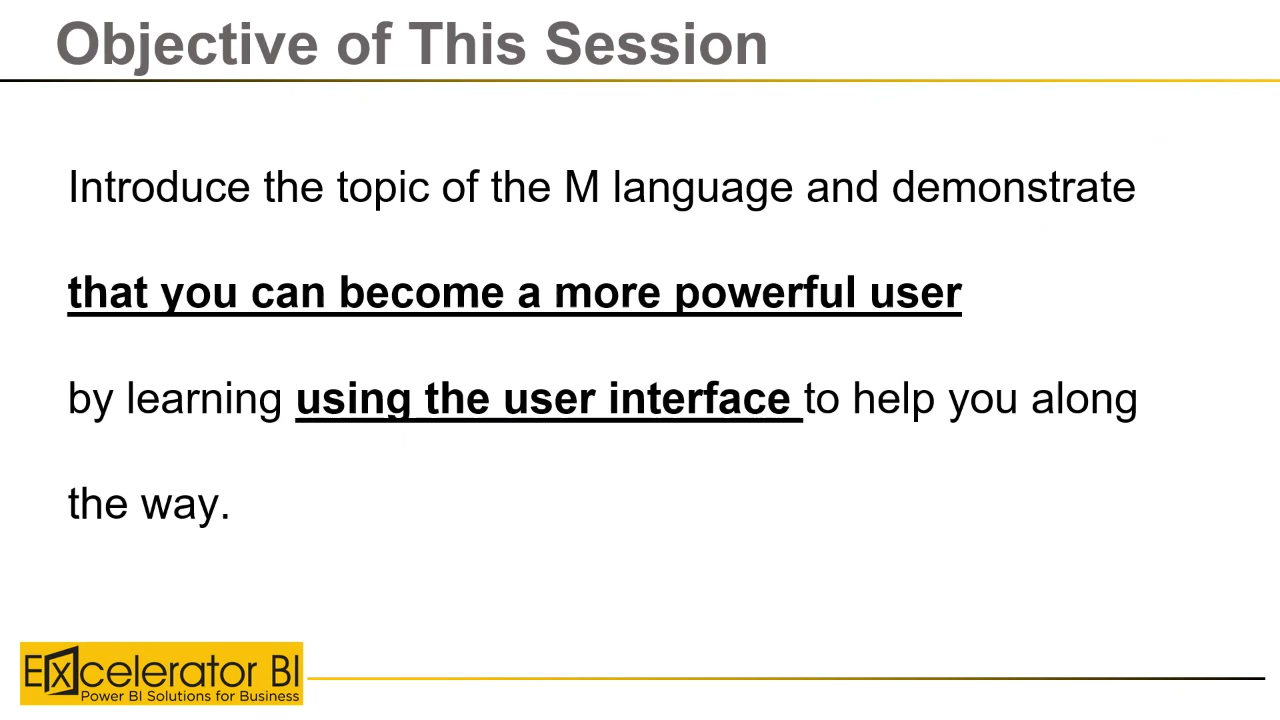 Objective of This Session
Introduce the topic of the M language and demonstrate
that you can become a more powerful user
by learning using the user interface to help you along
the way.
Excelerator BI
Power BI Solutions for Business